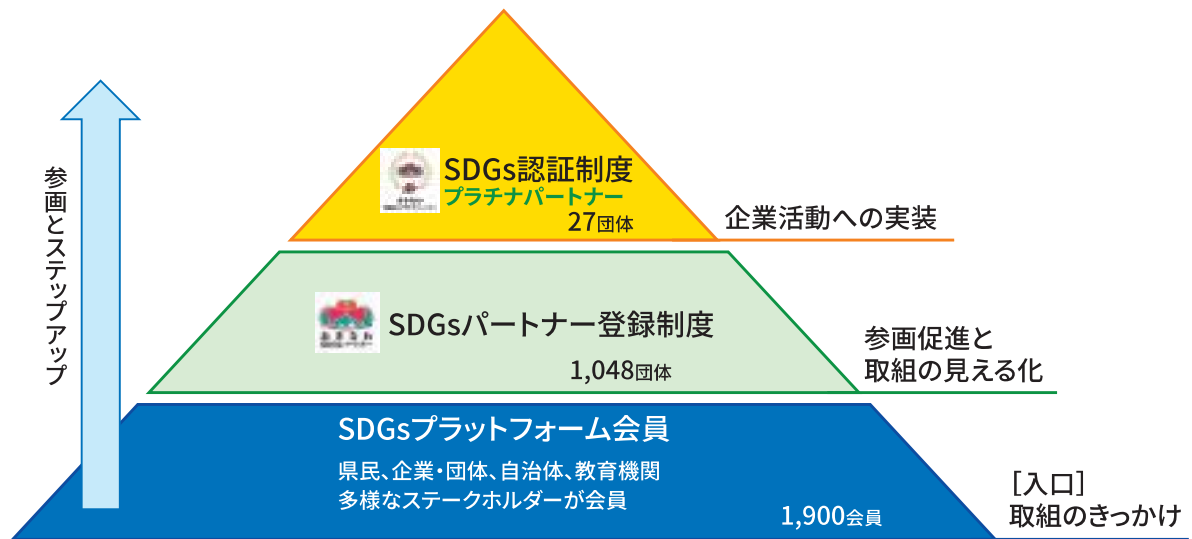 参画とステップアップ
SDGs認証制度
プラチナパートナー
27団体
企業活動への実装
おきなわ
SDGsパートナー登録制度
1,048団体
参画促進と
取組の見える化
SDGsプラットフォーム会員
県民、企業・団体、自治体、教育機関
多様なステークホルダーが会員
1,900会員
［入口］
取組のきっかけ